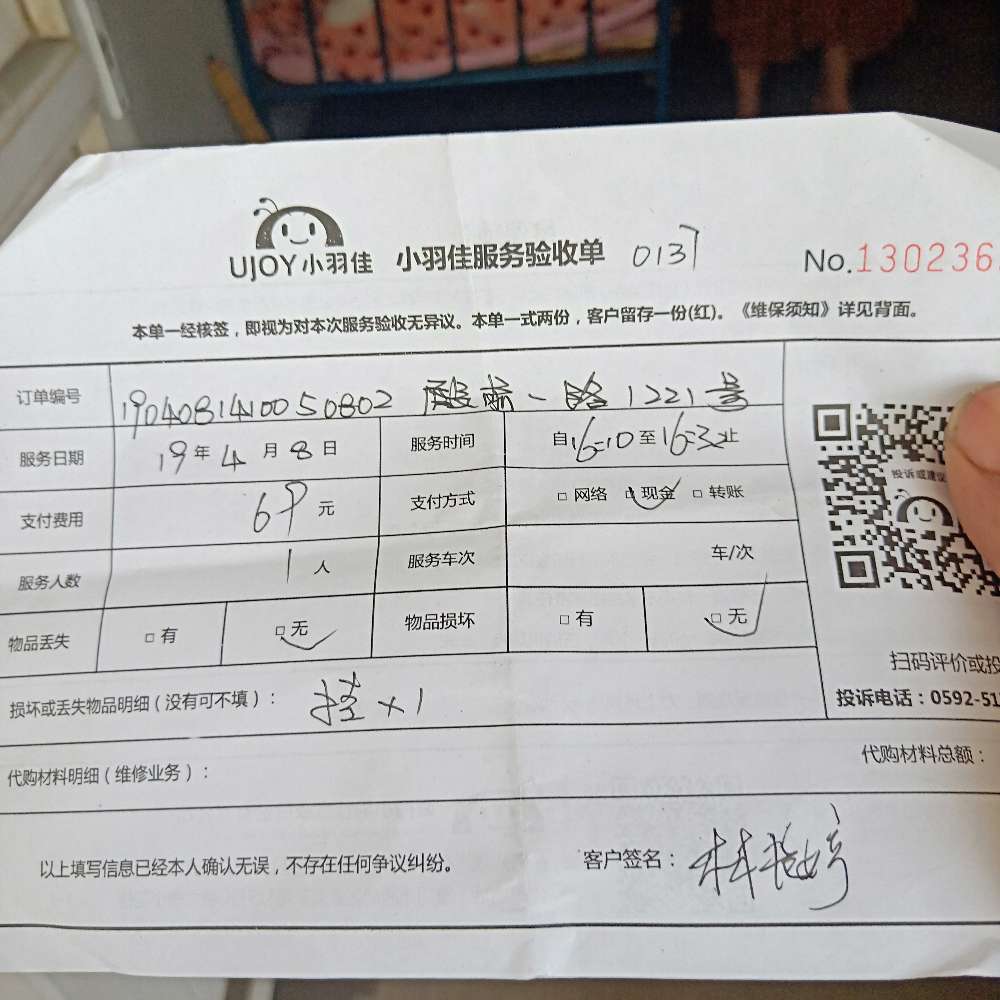 UJOY小羽佳 小羽佳服务验收单 0137 No.130236
本单一经核签，即视为对本次服务验收无异议。本单一式两份，客户留存一份(红)。《维保须知》详见背面。
订单编号 1904081410050802 殿前一路1221号
服务日期 19年4月8日 服务时间 自16:10至16:32止
支付费用 69元 支付方式 □网络 □现金 □转账
服务人数 1人 服务车次 车/次
物品丢失 □有 □无 物品损坏 □有 □无
投诉或建议
扫码评价或投
投诉电话：0592-51
损坏或丢失物品明细（没有可不填）： 挂x1
代购材料明细（维修业务）： 代购材料总额：
以上填写信息已经本人确认无误，不存在任何争议纠纷。 客户签名：